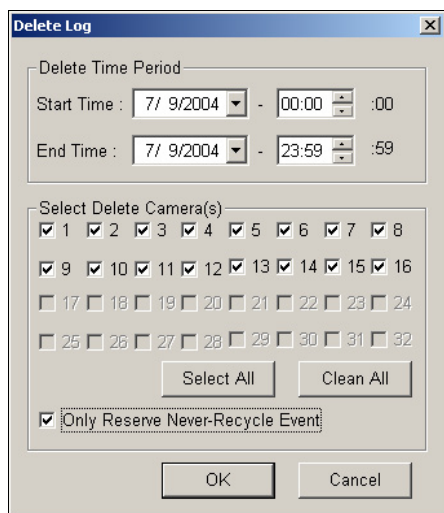 Delete Log
Delete Time Period
Start Time : 7/ 9/2004 - 00:00 :00
End Time : 7/ 9/2004 - 23:59 :59
Select Delete Camera(s)
1 2 3 4 5 6 7 8
9 10 11 12 13 14 15 16
17 18 19 20 21 22 23 24
25 26 27 28 29 30 31 32
Select All Clean All
Only Reserve Never-Recycle Event
OK Cancel